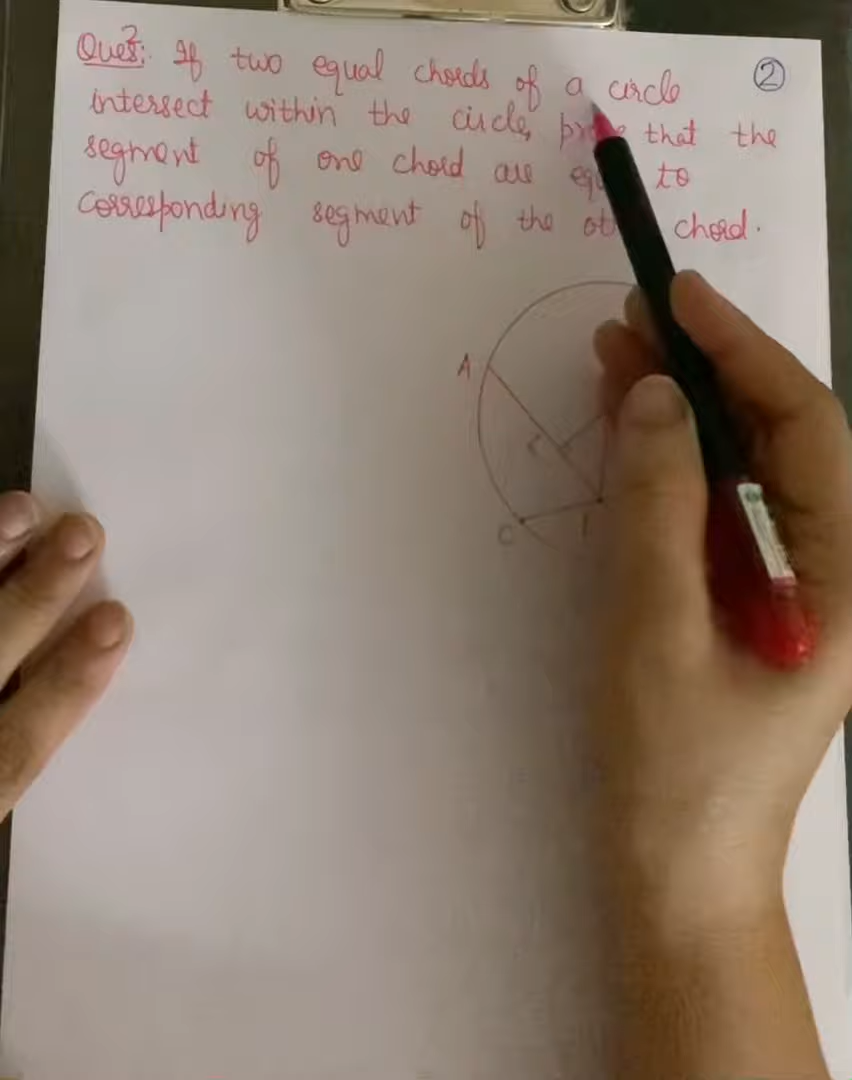 Ques2: If two equal chords of a circle
intersect within the circle, that the
segment of one chord are to
corresponding segment of the chord.
2
A
C